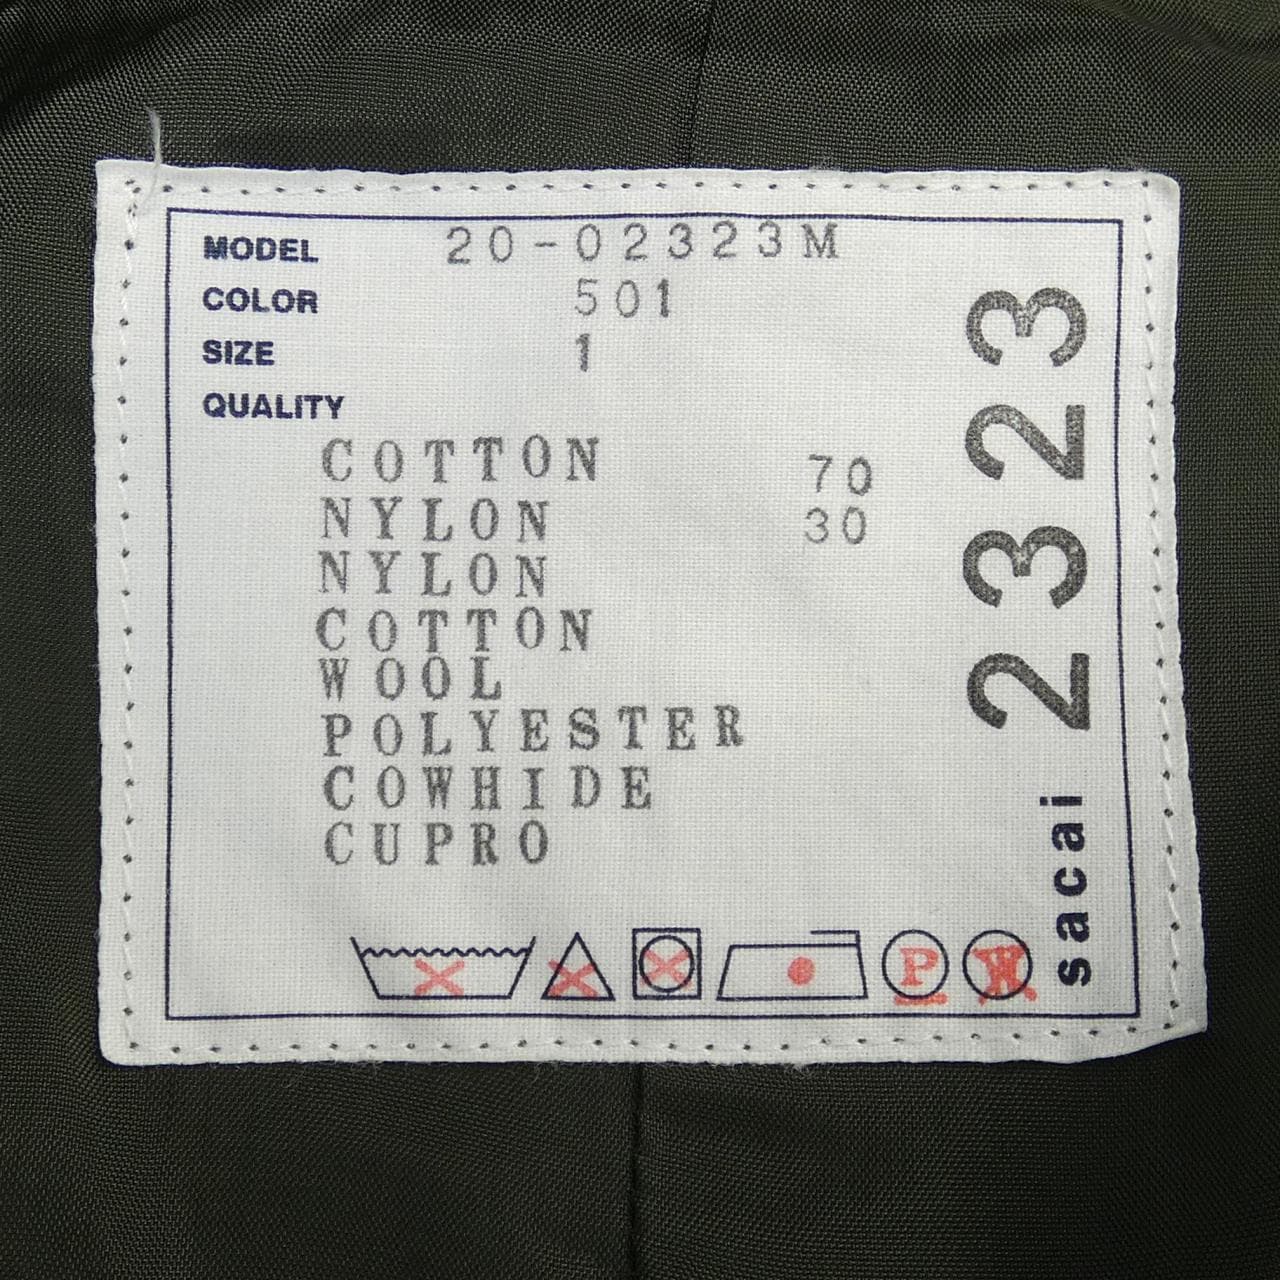 MODEL 20-02323M
COLOR 501
SIZE 1
QUALITY
COTTON 70
NYLON 30
NYLON
COTTON
WOOL
POLYESTER
COWHIDE
CUPRO
P
W
sacai 2323